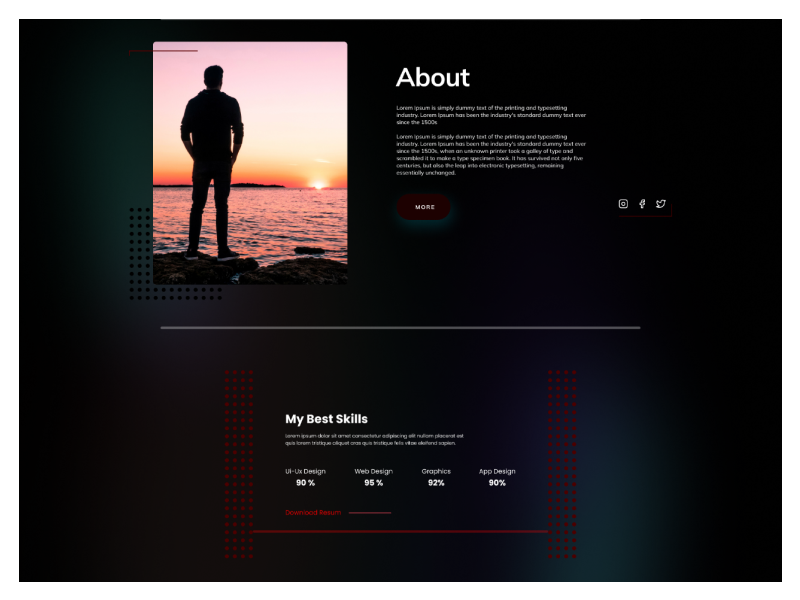 About
Lorem Ipsum is simply dummy text of the printing and typesetting
industry. Lorem Ipsum has been the industry's standard dummy text ever
since the 1500s
Lorem Ipsum is simply dummy text of the printing and typesetting
industry. Lorem Ipsum has been the industry's standard dummy text ever
since the 1500s, when an unknown printer took a galley of type and
scrambled it to make a type specimen book. It has survived not only five
centuries, but also the leap into electronic typesetting, remaining
essentially unchanged.
MORE
My Best Skills
Lorem ipsum dolor sit amet consectetur adipiscing elit nullam placerat est
quis lorem tristique aliquet cras quis tristique felis vitae eleifend sapien.
Ui-Ux Design Web Design Graphics App Design
90 % 95 % 92% 90%
Download Resum